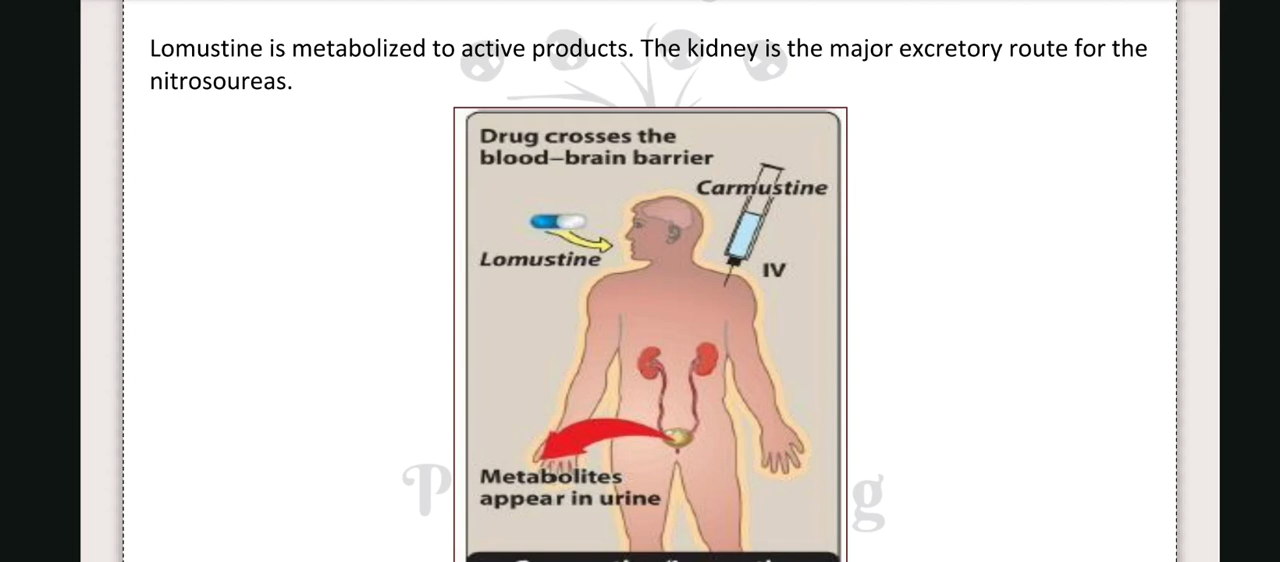 Lomustine is metabolized to active products. The kidney is the major excretory route for the
nitrosoureas.
Drug crosses the
blood–brain barrier
Carmustine
Lomustine
IV
Metabolites
appear in urine
P
g